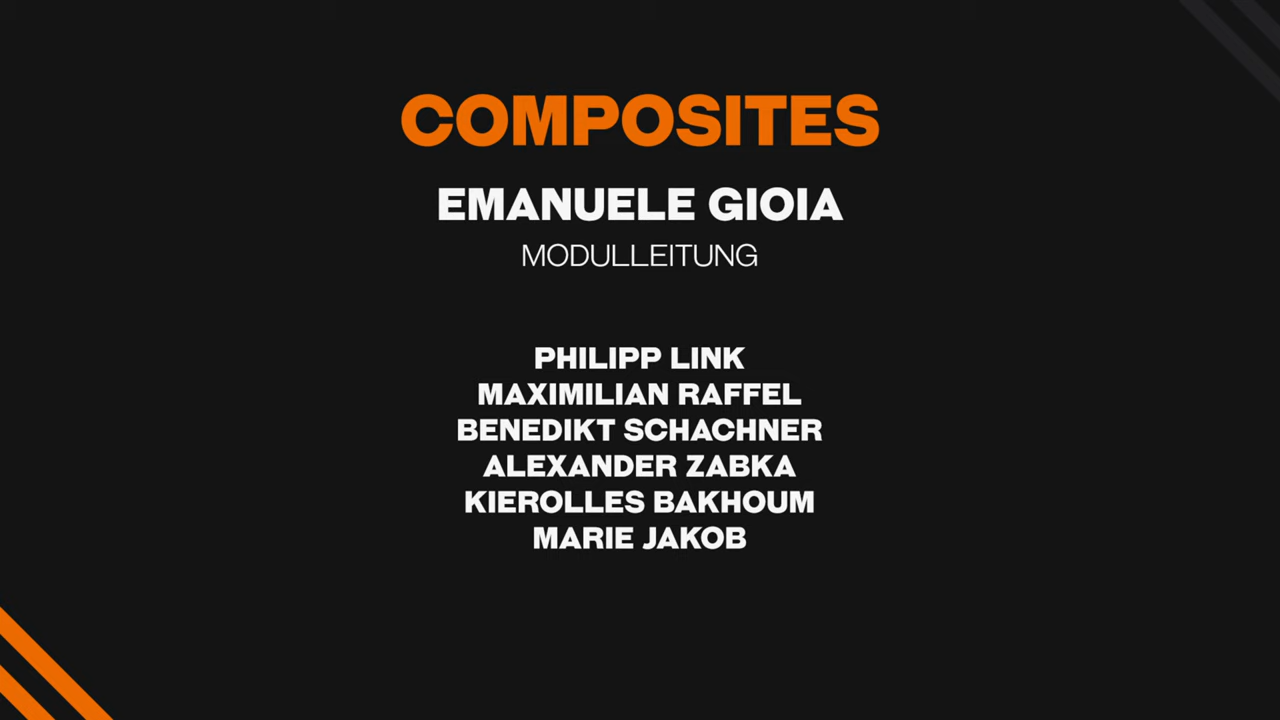 COMPOSITES
EMANUELE GIOIA
MODULLEITUNG
PHILIPP LINK
MAXIMILIAN RAFFEL
BENEDIKT SCHACHNER
ALEXANDER ZABKA
KIEROLLES BAKHOUM
MARIE JAKOB